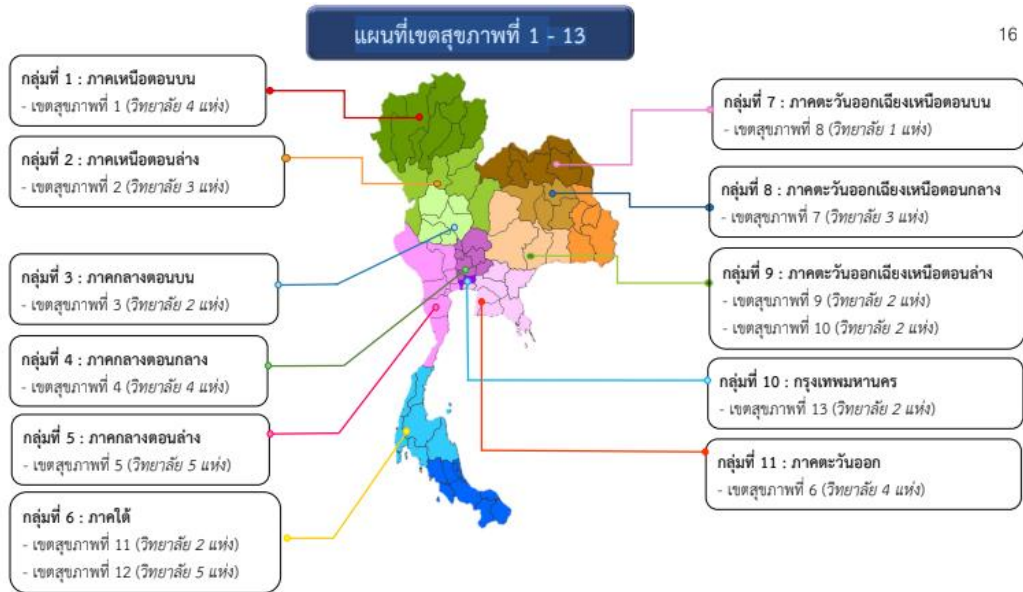 แผนที่เขตสุขภาพที่ 1 - 13
16
กลุ่มที่ 1 : ภาคเหนือตอนบน
- เขตสุขภาพที่ 1 (วิทยาลัย 4 แห่ง)
กลุ่มที่ 2 : ภาคเหนือตอนล่าง
- เขตสุขภาพที่ 2 (วิทยาลัย 3 แห่ง)
กลุ่มที่ 3 : ภาคกลางตอนบน
- เขตสุขภาพที่ 3 (วิทยาลัย 2 แห่ง)
กลุ่มที่ 4 : ภาคกลางตอนกลาง
- เขตสุขภาพที่ 4 (วิทยาลัย 4 แห่ง)
กลุ่มที่ 5 : ภาคกลางตอนล่าง
- เขตสุขภาพที่ 5 (วิทยาลัย 5 แห่ง)
กลุ่มที่ 6 : ภาคใต้
- เขตสุขภาพที่ 11 (วิทยาลัย 2 แห่ง)
- เขตสุขภาพที่ 12 (วิทยาลัย 5 แห่ง)
กลุ่มที่ 7 : ภาคตะวันออกเฉียงเหนือตอนบน
- เขตสุขภาพที่ 8 (วิทยาลัย 1 แห่ง)
กลุ่มที่ 8 : ภาคตะวันออกเฉียงเหนือตอนกลาง
- เขตสุขภาพที่ 7 (วิทยาลัย 3 แห่ง)
กลุ่มที่ 9 : ภาคตะวันออกเฉียงเหนือตอนล่าง
- เขตสุขภาพที่ 9 (วิทยาลัย 2 แห่ง)
- เขตสุขภาพที่ 10 (วิทยาลัย 2 แห่ง)
กลุ่มที่ 10 : กรุงเทพมหานคร
- เขตสุขภาพที่ 13 (วิทยาลัย 2 แห่ง)
กลุ่มที่ 11 : ภาคตะวันออก
- เขตสุขภาพที่ 6 (วิทยาลัย 4 แห่ง)